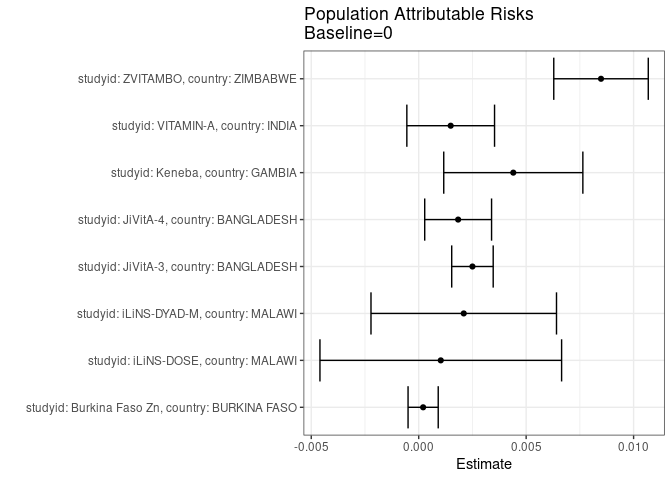 Population Attributable Risks
Baseline=0
studyid: ZVITAMBO, country: ZIMBABWE
studyid: VITAMIN-A, country: INDIA
studyid: Keneba, country: GAMBIA
studyid: JiVitA-4, country: BANGLADESH
studyid: JiVitA-3, country: BANGLADESH
studyid: iLiNS-DYAD-M, country: MALAWI
studyid: iLiNS-DOSE, country: MALAWI
studyid: Burkina Faso Zn, country: BURKINA FASO
-0.005 0.000 0.005 0.010
Estimate